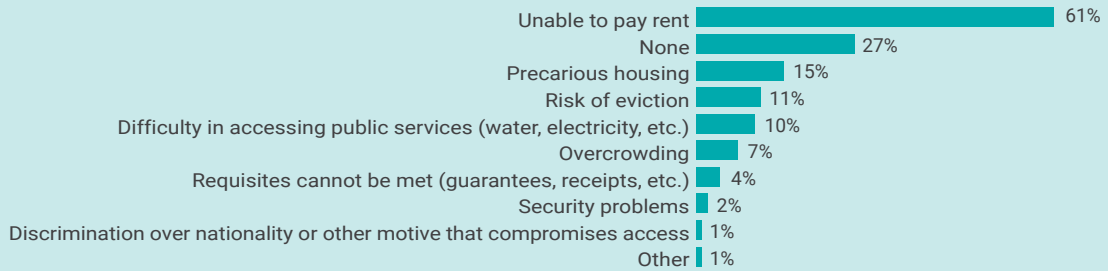 Unable to pay rent 61%
None 27%
Precarious housing 15%
Risk of eviction 11%
Difficulty in accessing public services (water, electricity, etc.) 10%
Overcrowding 7%
Requisites cannot be met (guarantees, receipts, etc.) 4%
Security problems 2%
Discrimination over nationality or other motive that compromises access 1%
Other 1%